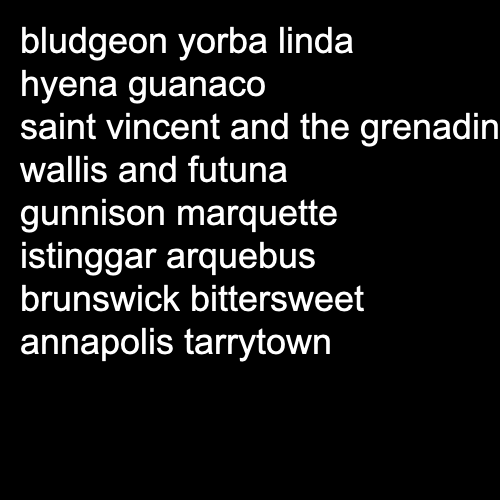 bludgeon yorba linda
hyena guanaco
saint vincent and the grenadin
wallis and futuna
gunnison marquette
istinggar arquebus
brunswick bittersweet
annapolis tarrytown